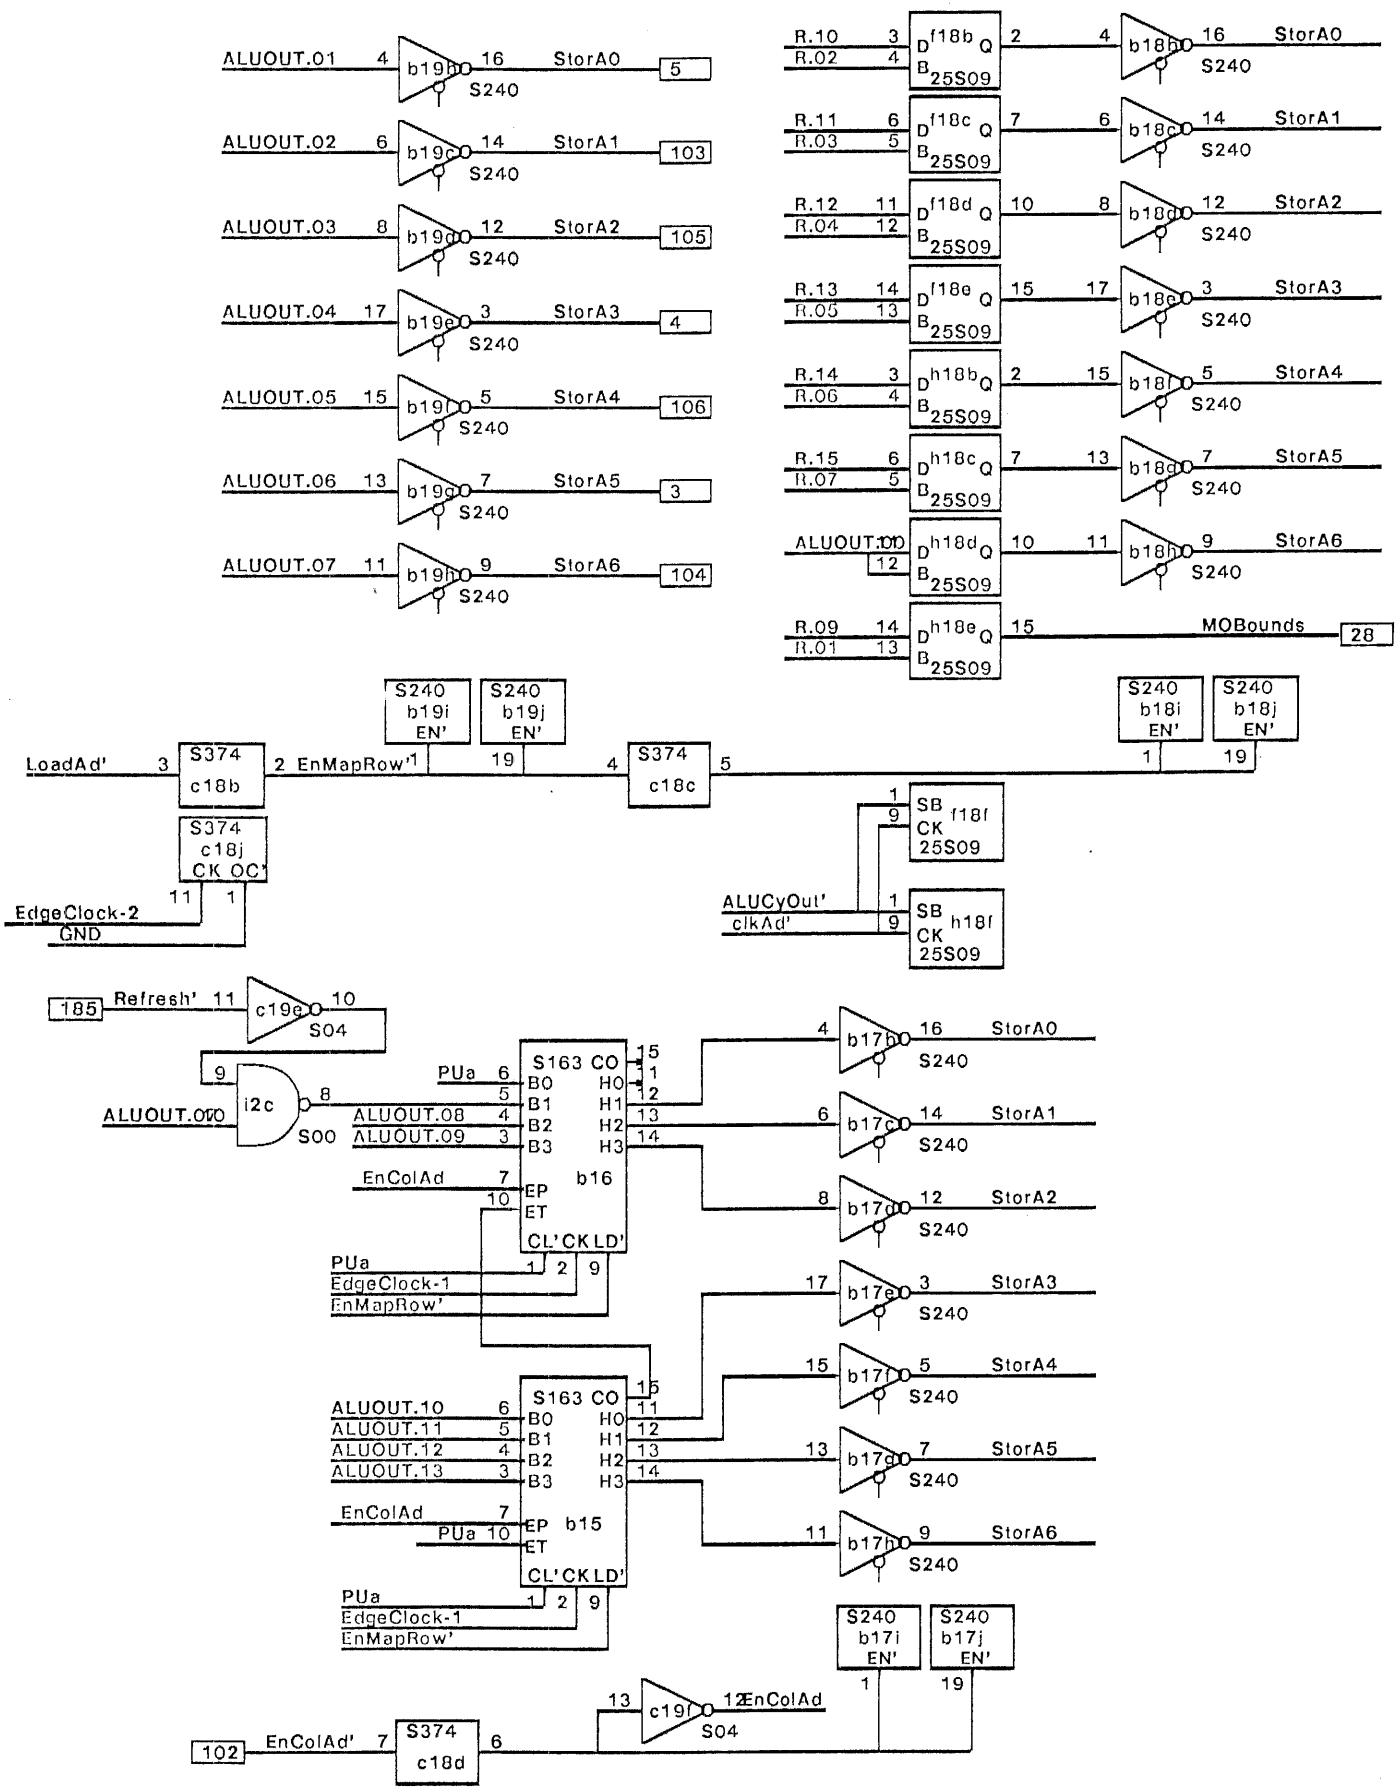 ALUOUT.01 4 b19b 16 StorA0 5
S240
ALUOUT.02 6 b19c 14 StorA1 103
S240
ALUOUT.03 8 b19d 12 StorA2 105
S240
ALUOUT.04 17 b19e 3 StorA3 4
S240
ALUOUT.05 15 b19f 5 StorA4 106
S240
ALUOUT.06 13 b19g 7 StorA5 3
S240
ALUOUT.07 11 b19h 9 StorA6 104
S240
R.10 3 D f18b Q 2 4 b18b 16 StorA0
R.02 4 B 25S09 S240
R.11 6 D f18c Q 7 6 b18c 14 StorA1
R.03 5 B 25S09 S240
R.12 11 D f18d Q 10 8 b18d 12 StorA2
R.04 12 B 25S09 S240
R.13 14 D f18e Q 15 17 b18e 3 StorA3
R.05 13 B 25S09 S240
R.14 3 D h18b Q 2 15 b18f 5 StorA4
R.06 4 B 25S09 S240
R.15 6 D h18c Q 7 13 b18g 7 StorA5
R.07 5 B 25S09 S240
ALUOUT.00 11 D h18d Q 10 11 b18h 9 StorA6
12 B 25S09 S240
R.09 14 D h18e Q 15 MOBounds 28
R.01 13 B 25S09
S240 S240 S240 S240
b19i b19j b18i b18j
EN' EN' EN' EN'
LoadAd' 3 S374 2 EnMapRow' 1 19 4 S374 5 1 19
c18b c18c
S374
c18j
CK OC'
11 1
EdgeClock-2
GND
1 SB f18f
9 CK
25S09
ALUCyOut' 1 SB h18f
clkAd' 9 CK
25S09
185 Refresh' 11 c19e 10
S04
9 i2c 8
ALUOUT.00 10
S00
S163 CO 15
PUa 6 B0 H0 11
5 B1 H1 12
ALUOUT.08 4 B2 H2 13
ALUOUT.09 3 B3 H3 14
b16
EnColAd 7 EP
10 ET
CL' CK LD'
PUa 1 2 9
EdgeClock-1
EnMapRow'
4 b17b 16 StorA0
S240
6 b17c 14 StorA1
S240
8 b17d 12 StorA2
S240
17 b17e 3 StorA3
S240
15 b17f 5 StorA4
S240
13 b17g 7 StorA5
S240
11 b17h 9 StorA6
S240
S163 CO 15
ALUOUT.10 6 B0 H0 11
ALUOUT.11 5 B1 H1 12
ALUOUT.12 4 B2 H2 13
ALUOUT.13 3 B3 H3 14
EnColAd 7 EP b15
PUa 10 ET
CL' CK LD'
PUa 1 2 9
EdgeClock-1
EnMapRow'
S240 S240
b17i b17j
EN' EN'
1 19
13 c19f 12 EnColAd
S04
102 EnColAd' 7 S374 6
c18d